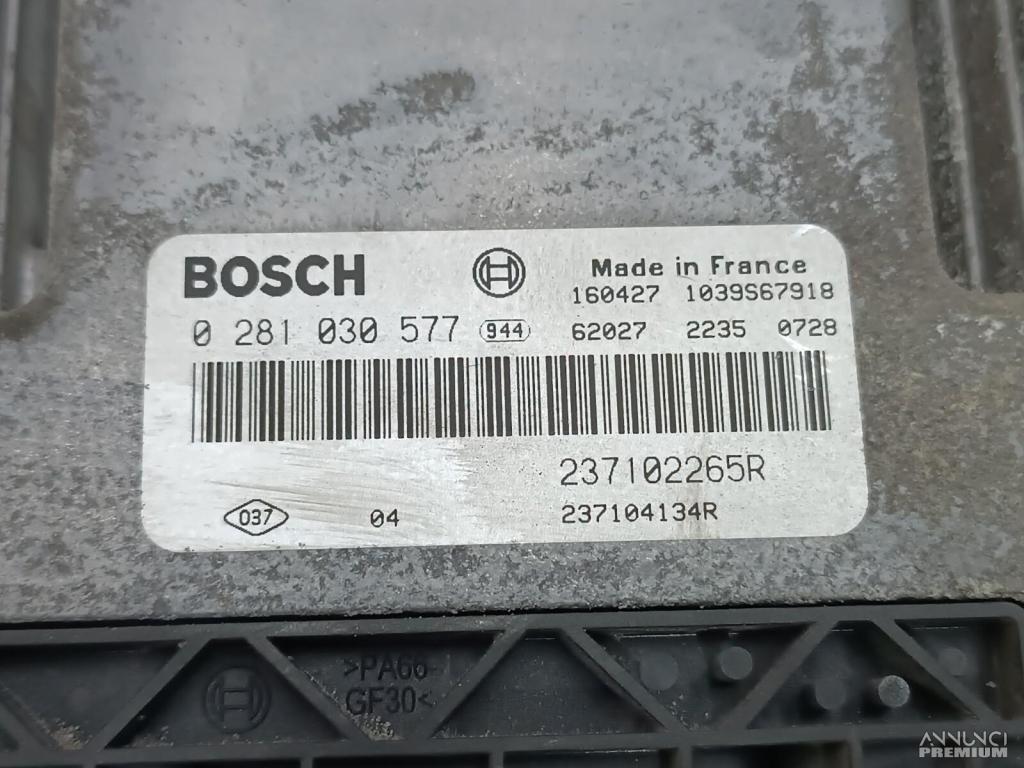 BOSCH
Made in France
160427 1039S67918
0 281 030 577 944
62027 2235 0728
237102265R
037 04
237104134R
>PA66-
GF30<
ANNUNCI
PREMIUM